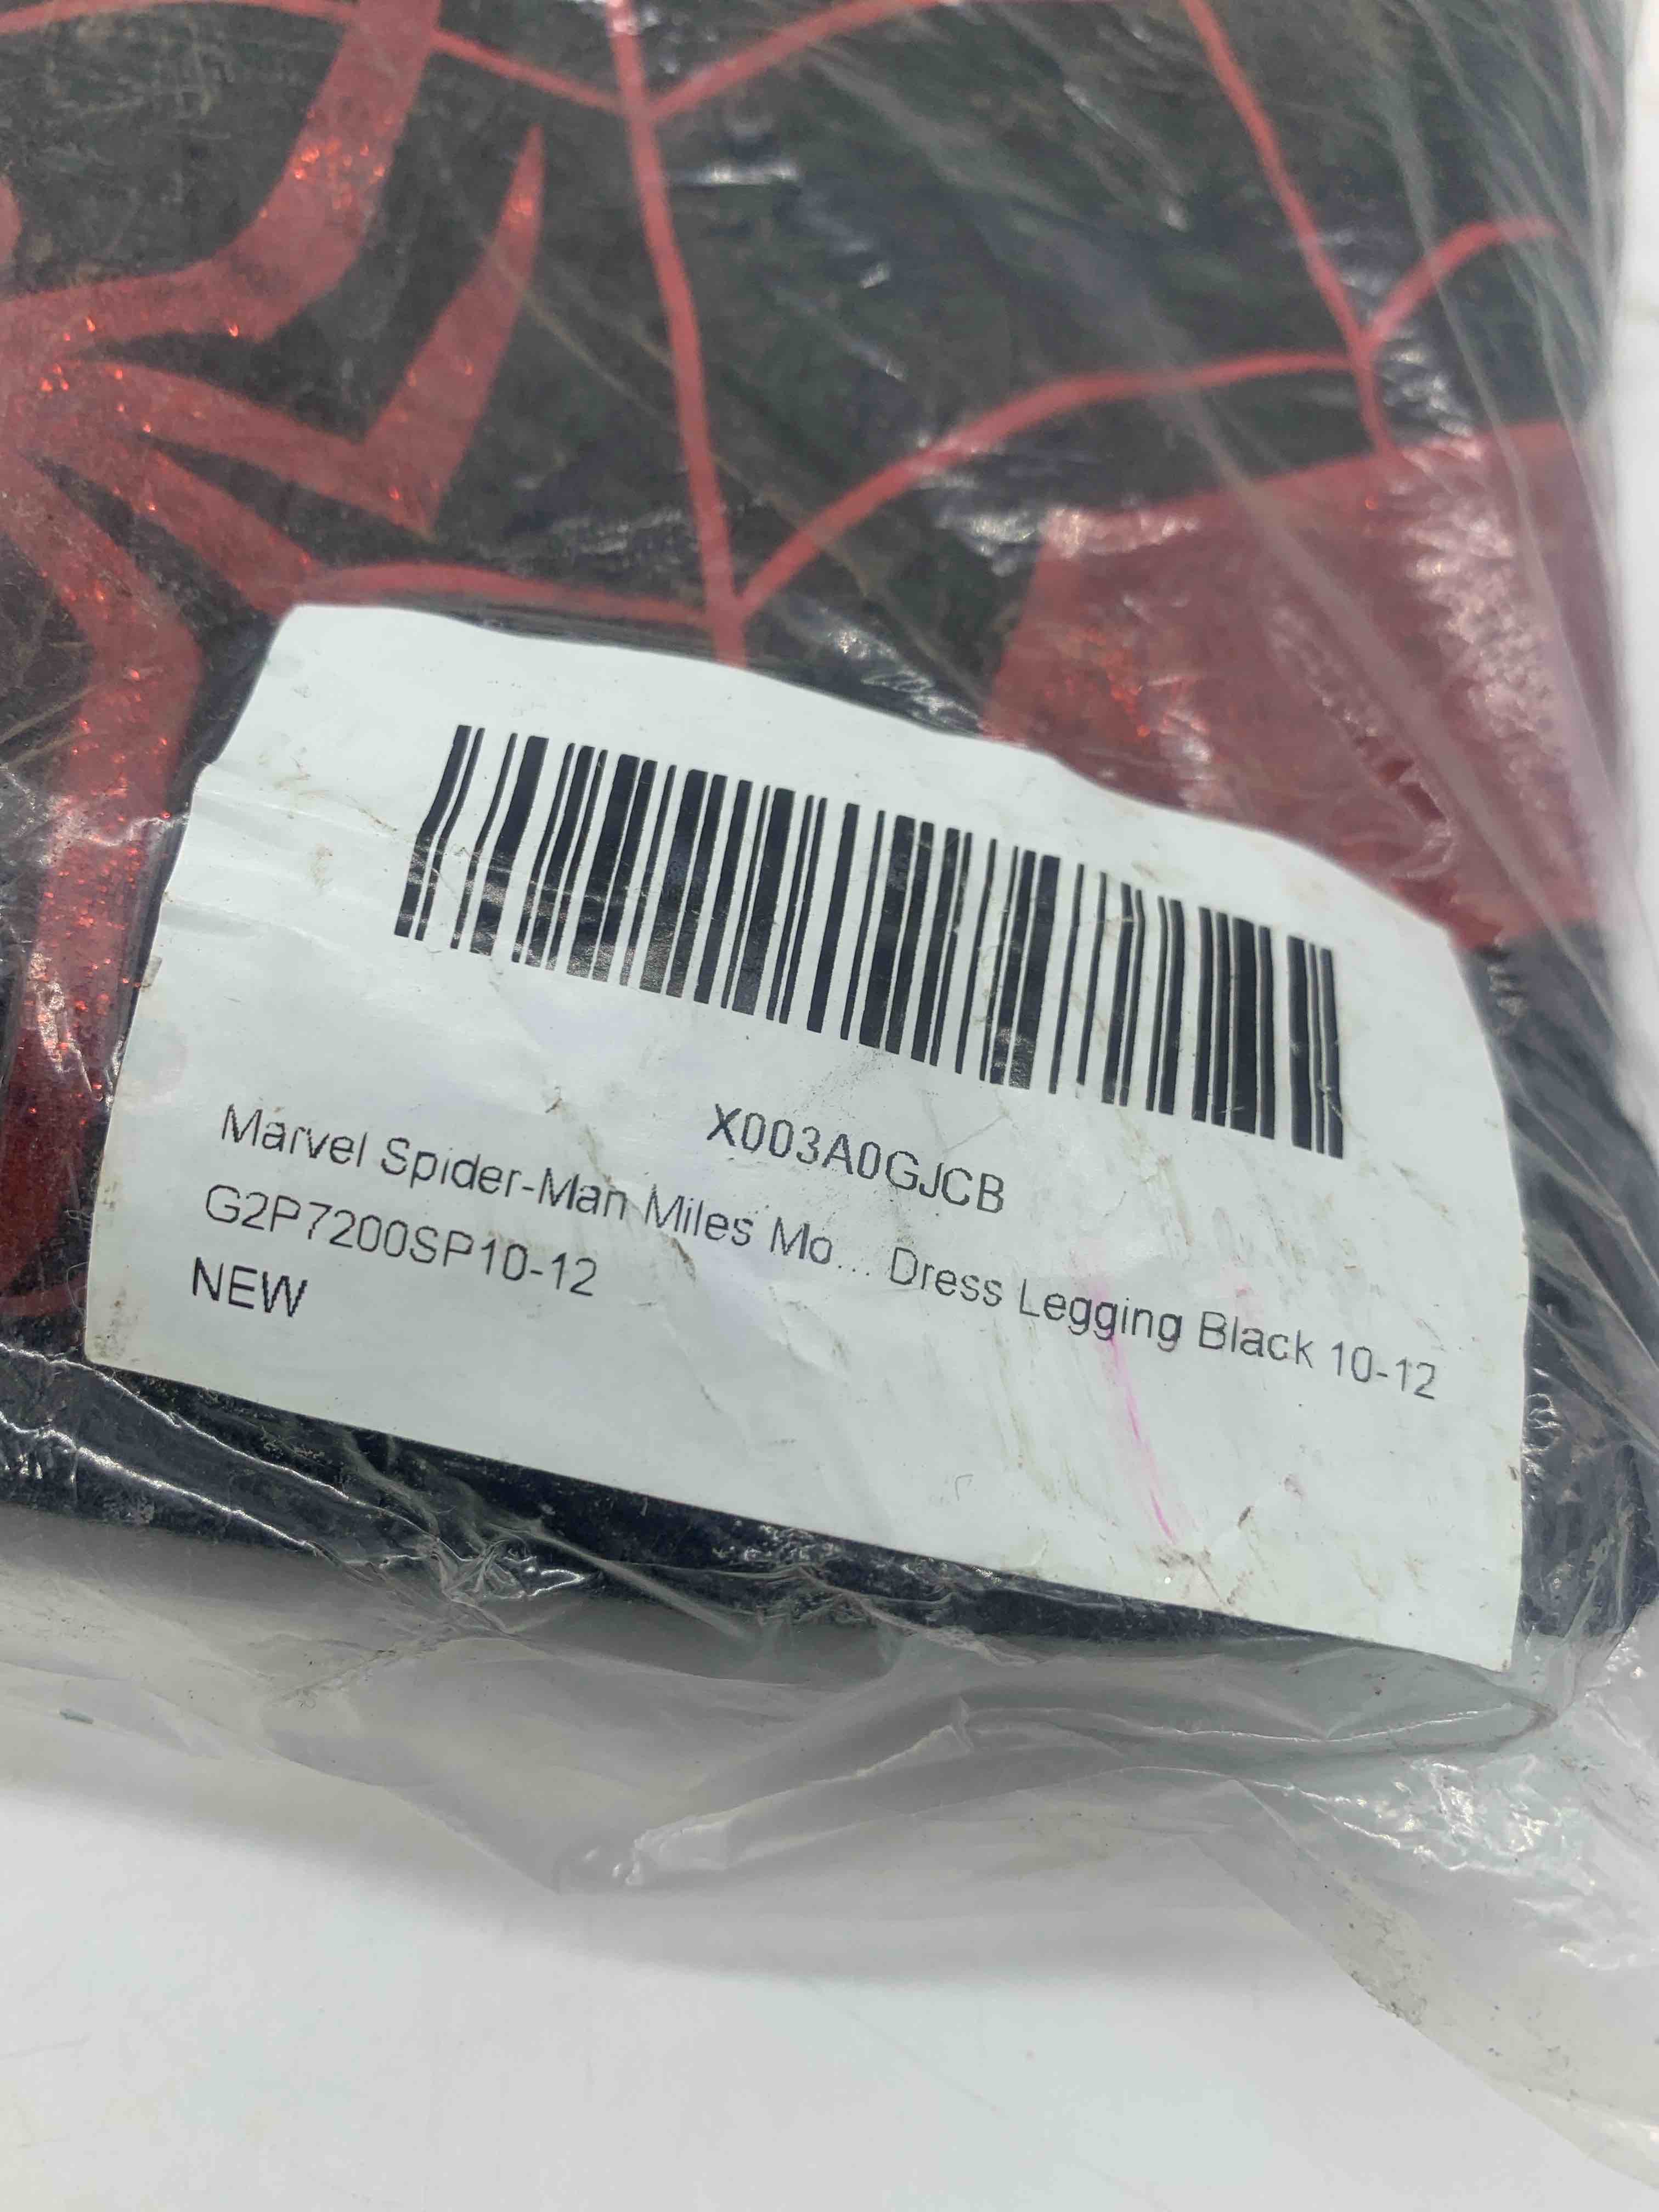 X003A0GJCB
Marvel Spider-Man Miles Mo... Dress Legging Black 10-12
G2P7200SP10-12
NEW